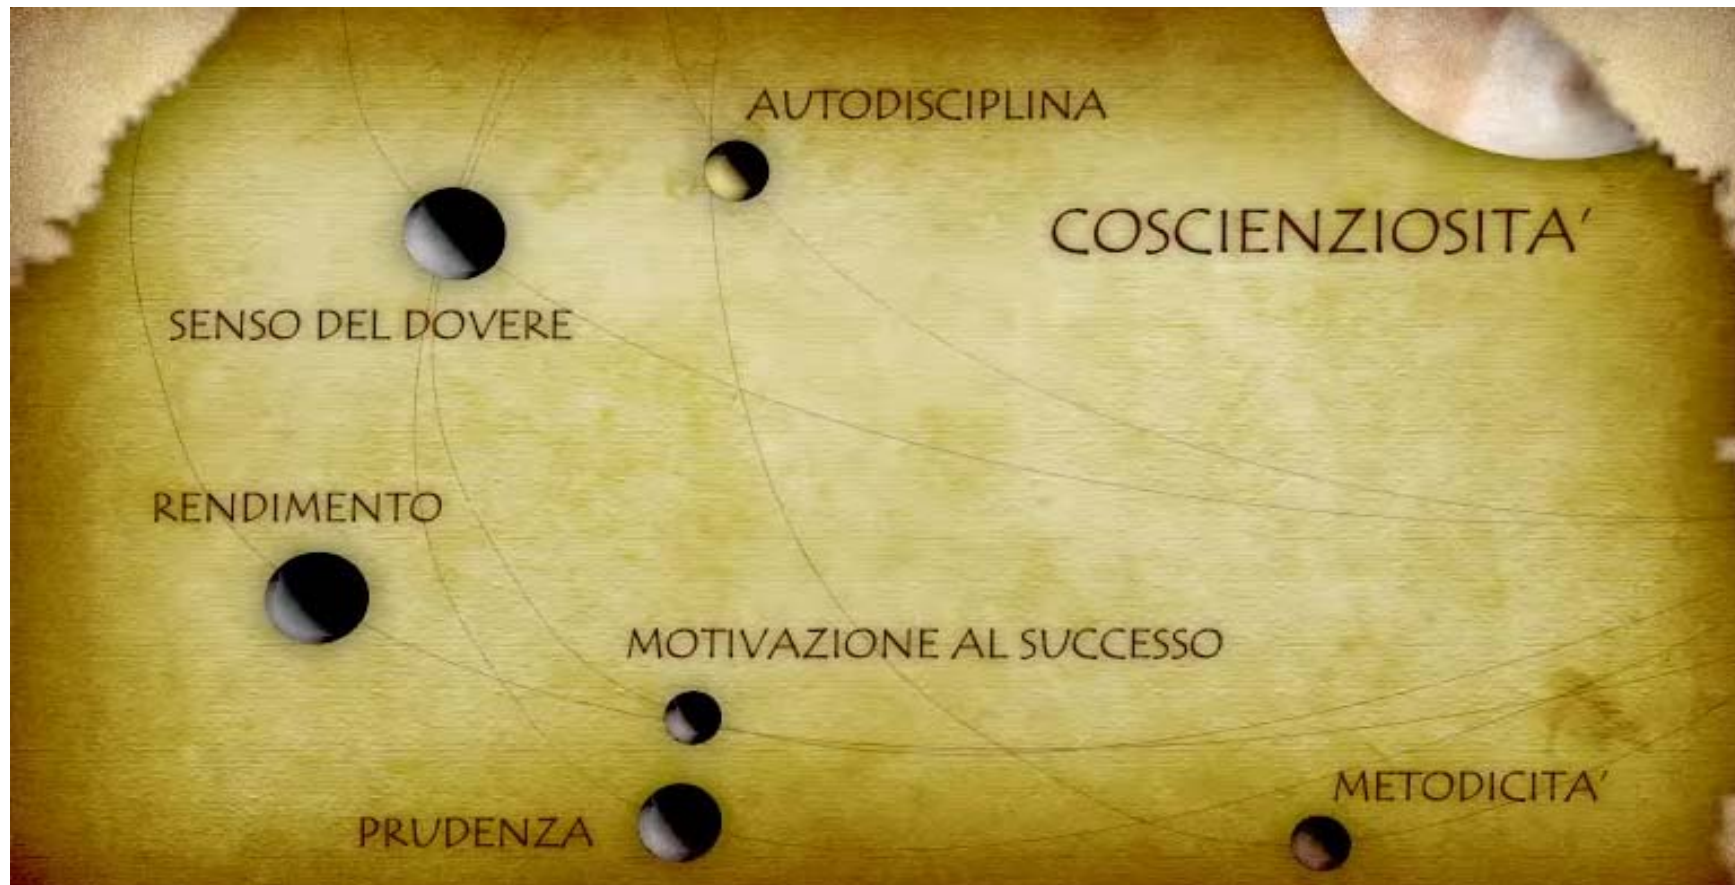 AUTODISCIPLINA
COSCIENZIOSITA'
SENSO DEL DOVERE
RENDIMENTO
MOTIVAZIONE AL SUCCESSO
METODICITA'
PRUDENZA